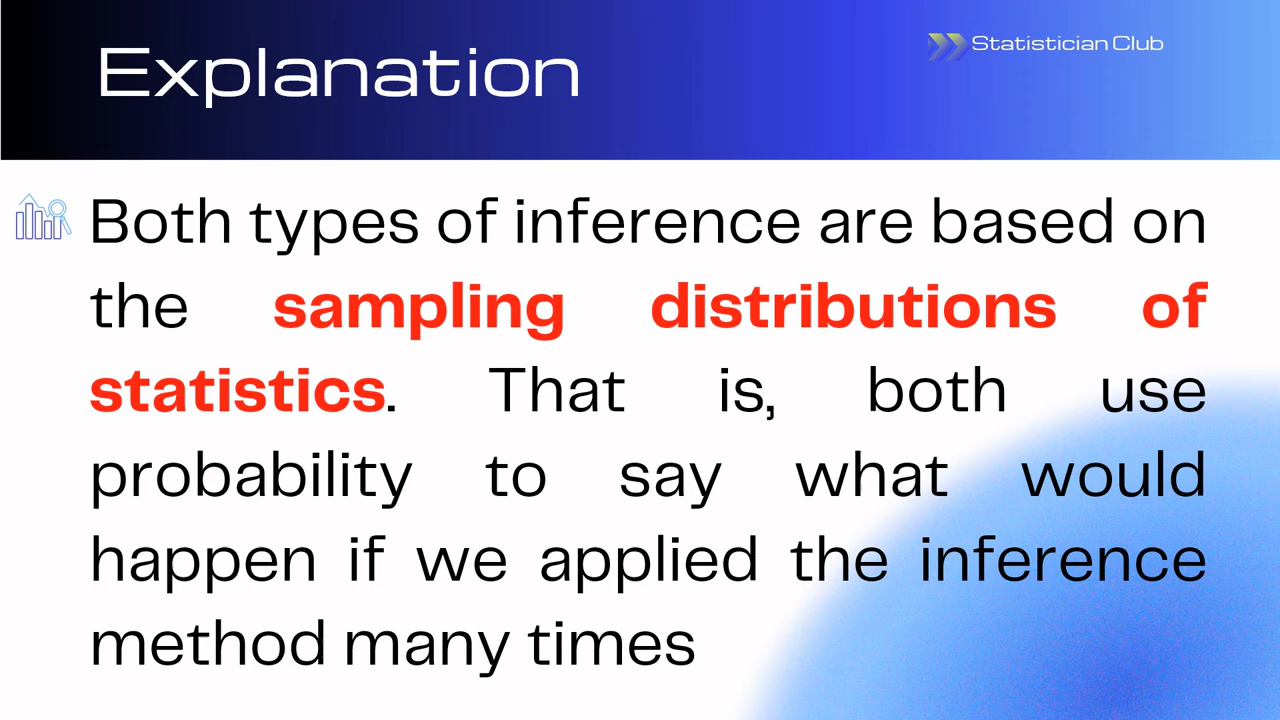 Explanation
Statistician Club
Both types of inference are based on
the sampling distributions of
statistics. That is, both use
probability to say what would
happen if we applied the inference
method many times